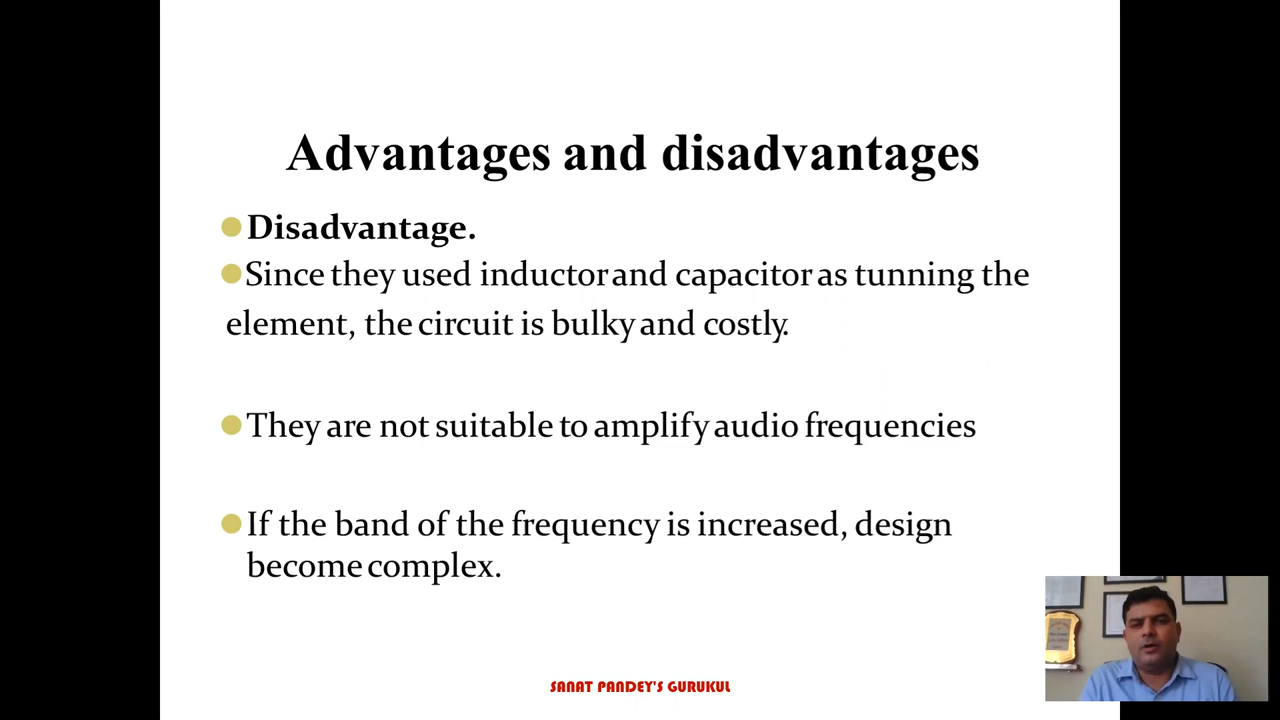 Advantages and disadvantages
Disadvantage.
Since they used inductor and capacitor as tunning the
element, the circuit is bulky and costly.
They are not suitable to amplify audio frequencies
If the band of the frequency is increased, design
become complex.
SANAT PANDEY'S GURUKUL